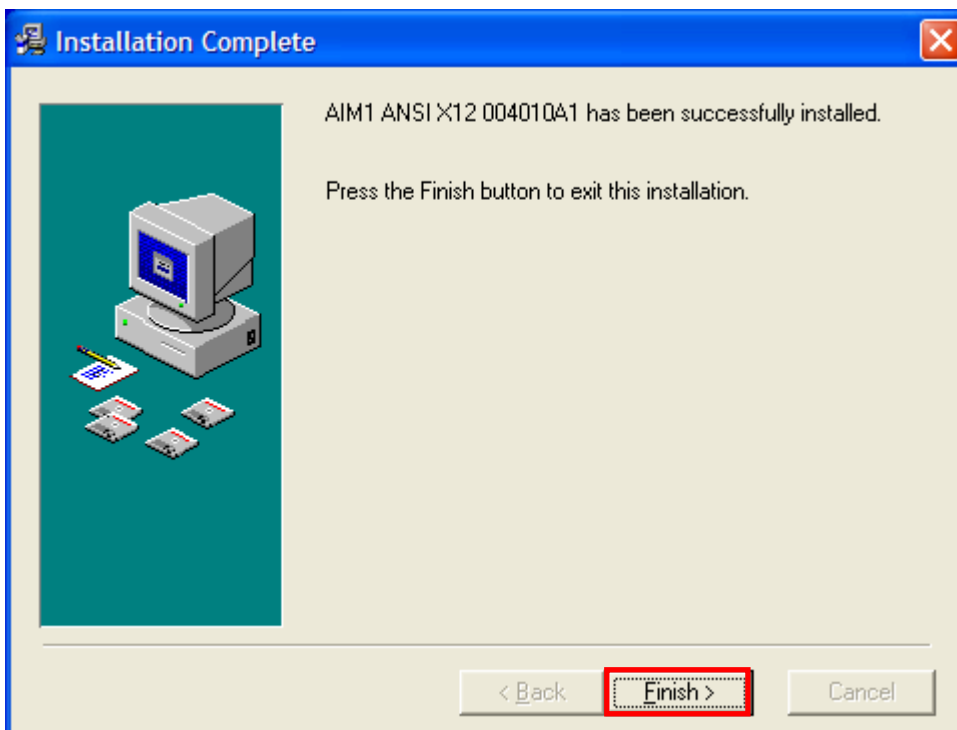 Installation Complete
AIM1 ANSI X12 004010A1 has been successfully installed.
Press the Finish button to exit this installation.
< Back Finish > Cancel